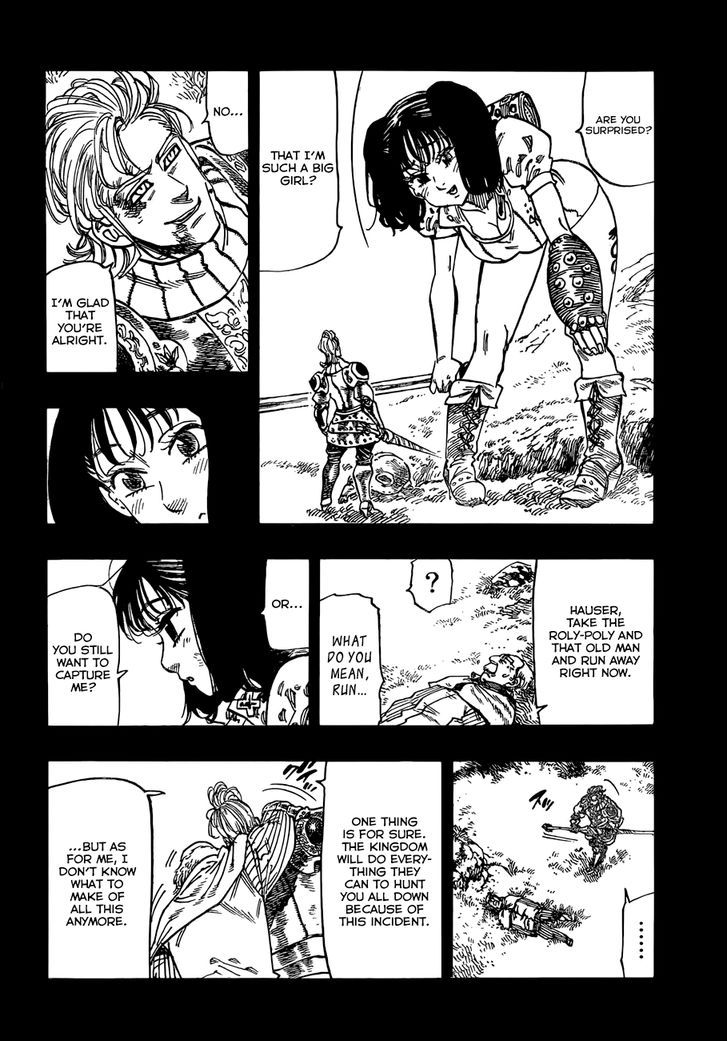 ARE YOU
SURPRISED?
THAT I'M
SUCH A BIG
GIRL?
NO...
I'M GLAD
THAT
YOU'RE
ALRIGHT.
HAUSER,
TAKE THE
ROLY-POLY AND
THAT OLD MAN
AND RUN AWAY
RIGHT NOW.
?
WHAT
DO YOU
MEAN,
RUN...
OR...
DO
YOU STILL
WANT TO
CAPTURE
ME?
......
ONE THING
IS FOR SURE.
THE KINGDOM
WILL DO EVERY-
THING THEY
CAN TO HUNT
YOU ALL DOWN
BECAUSE OF
THIS INCIDENT.
...BUT AS
FOR ME, I
DON'T KNOW
WHAT TO
MAKE OF
ALL THIS
ANYMORE.